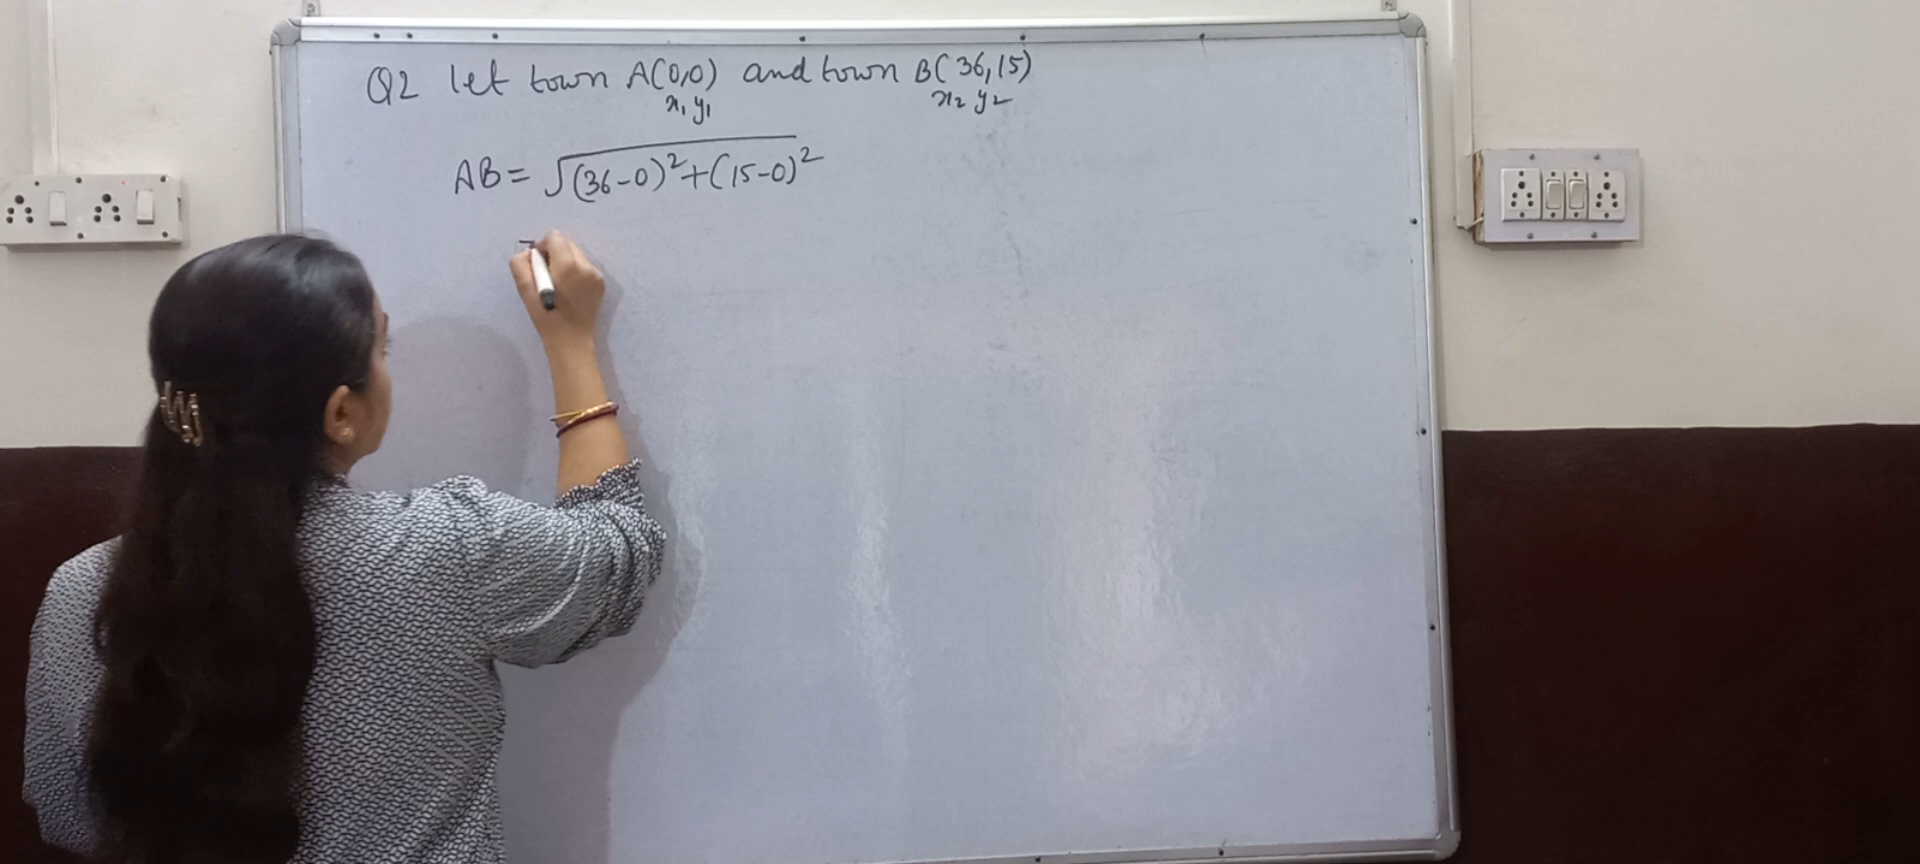 Q2 let town A(0,0) and town B(36,15)
x₁ y₁ x₂ y₂
AB = √(36-0)²+(15-0)²